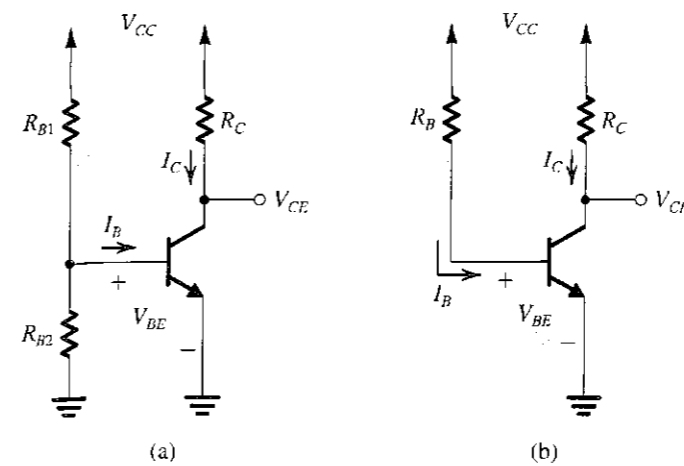 V_CC
R_B1
R_C
I_C
V_CE
I_B
+
R_B2
V_BE
−
(a)
V_CC
R_B
R_C
I_C
I_B
+
V_BE
−
(b)